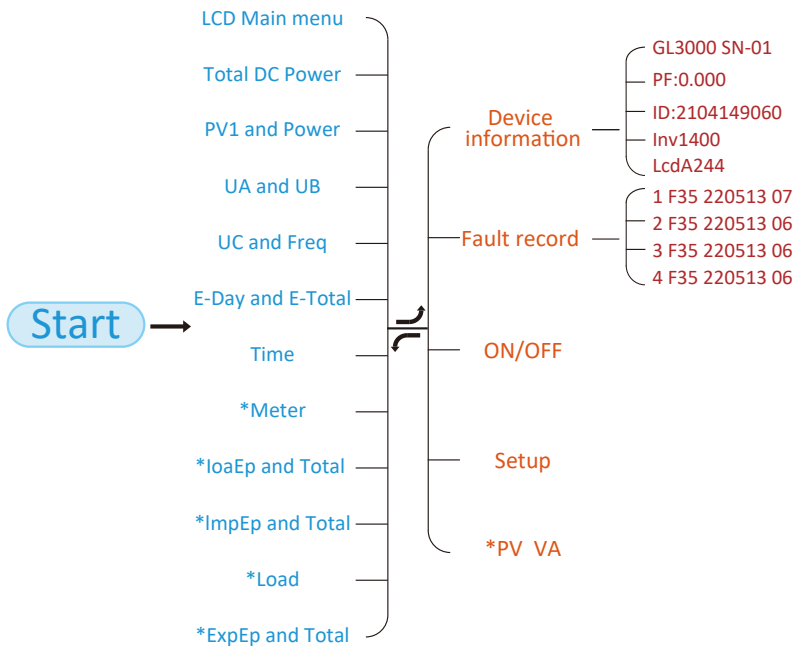 Start
LCD Main menu
Total DC Power
PV1 and Power
UA and UB
UC and Freq
E-Day and E-Total
Time
*Meter
*IoaEp and Total
*ImpEp and Total
*Load
*ExpEp and Total
Device
information
Fault record
ON/OFF
Setup
*PV VA
GL3000 SN-01
PF:0.000
ID:2104149060
Inv1400
LcdA244
1 F35 220513 07
2 F35 220513 06
3 F35 220513 06
4 F35 220513 06